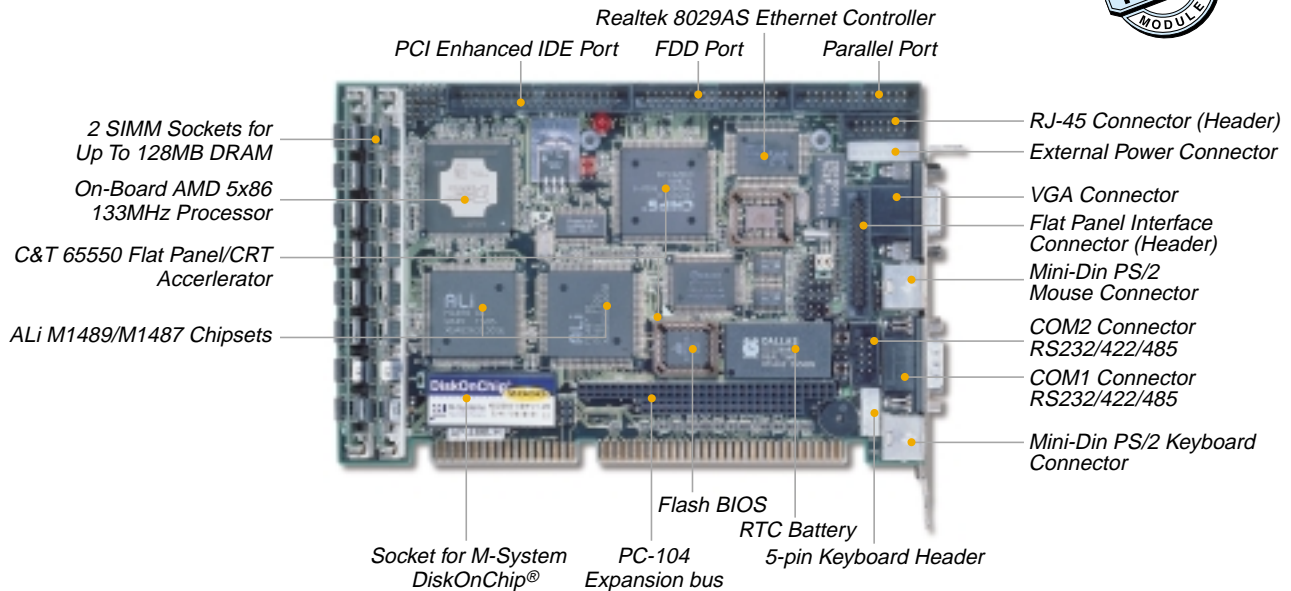 MODULE
Realtek 8029AS Ethernet Controller
PCI Enhanced IDE Port
FDD Port
Parallel Port
2 SIMM Sockets for
Up To 128MB DRAM
On-Board AMD 5x86
133MHz Processor
C&T 65550 Flat Panel/CRT
Accerlerator
ALi M1489/M1487 Chipsets
RJ-45 Connector (Header)
External Power Connector
VGA Connector
Flat Panel Interface
Connector (Header)
Mini-Din PS/2
Mouse Connector
COM2 Connector
RS232/422/485
COM1 Connector
RS232/422/485
Mini-Din PS/2 Keyboard
Connector
CHIPS
ALi
ALi
DALLAS
DiskOnChip
Flash BIOS
RTC Battery
5-pin Keyboard Header
Socket for M-System
DiskOnChip®
PC-104
Expansion bus